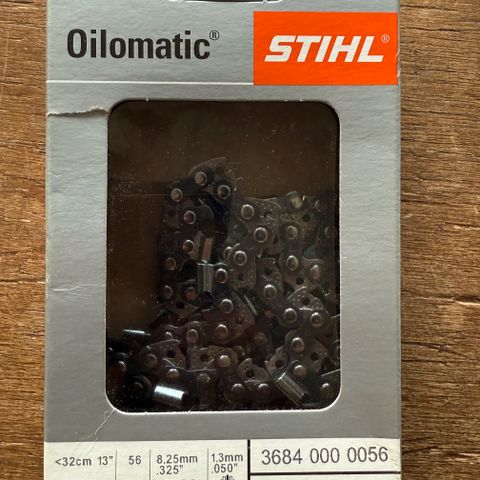 Oilomatic® STIHL®
<32cm 13" 56 8.25mm 1.3mm 3684 000 0056
.325" .050"